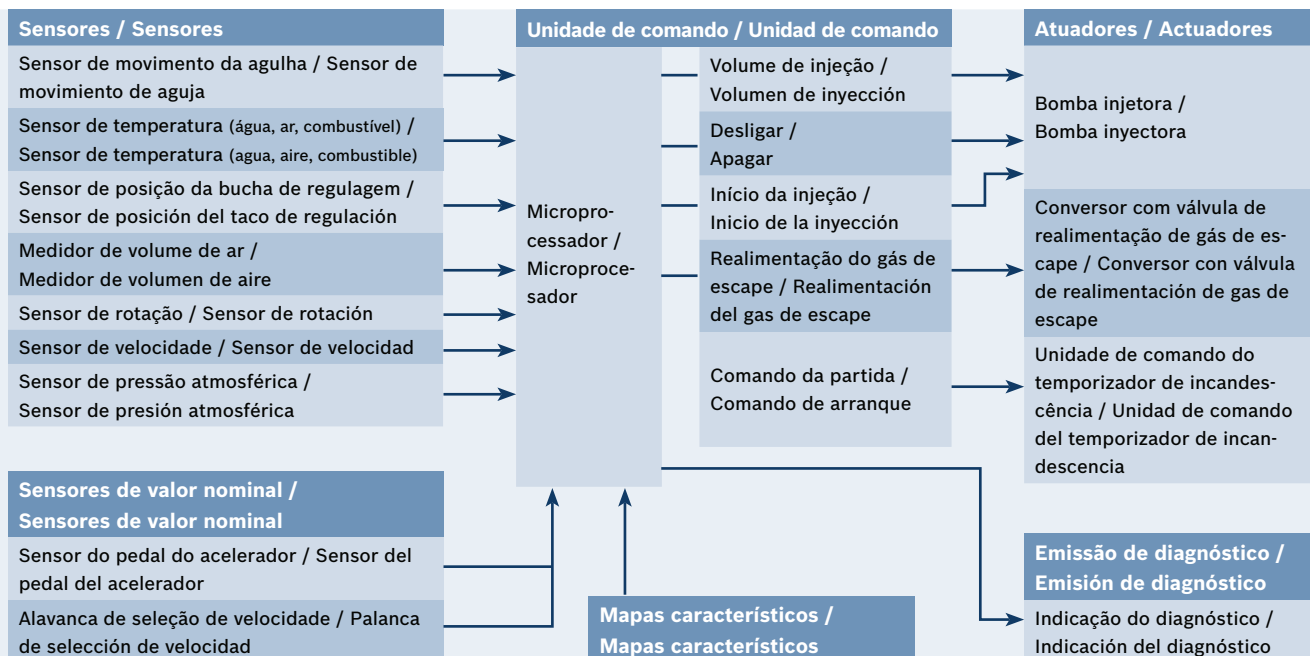 Sensores / Sensores
Sensor de movimento da agulha / Sensor de
movimiento de aguja
Sensor de temperatura (água, ar, combustível) /
Sensor de temperatura (agua, aire, combustible)
Sensor de posição da bucha de regulagem /
Sensor de posición del taco de regulación
Medidor de volume de ar /
Medidor de volumen de aire
Sensor de rotação / Sensor de rotación
Sensor de velocidade / Sensor de velocidad
Sensor de pressão atmosférica /
Sensor de presión atmosférica
Sensores de valor nominal /
Sensores de valor nominal
Sensor do pedal do acelerador / Sensor del
pedal del acelerador
Alavanca de seleção de velocidade / Palanca
de selección de velocidad
Unidade de comando / Unidad de comando
Micropro-
cessador /
Microproce-
sador
Volume de injeção /
Volumen de inyección
Desligar /
Apagar
Início da injeção /
Inicio de la inyección
Realimentação do gás de
escape / Realimentación
del gas de escape
Comando da partida /
Comando de arranque
Mapas característicos /
Mapas característicos
Atuadores / Actuadores
Bomba injetora /
Bomba inyectora
Conversor com válvula de
realimentação de gás de es-
cape / Conversor con válvula
de realimentación de gas de
escape
Unidade de comando do
temporizador de incandes-
cência / Unidad de comando
del temporizador de incan-
descencia
Emissão de diagnóstico /
Emisión de diagnóstico
Indicação do diagnóstico /
Indicación del diagnóstico